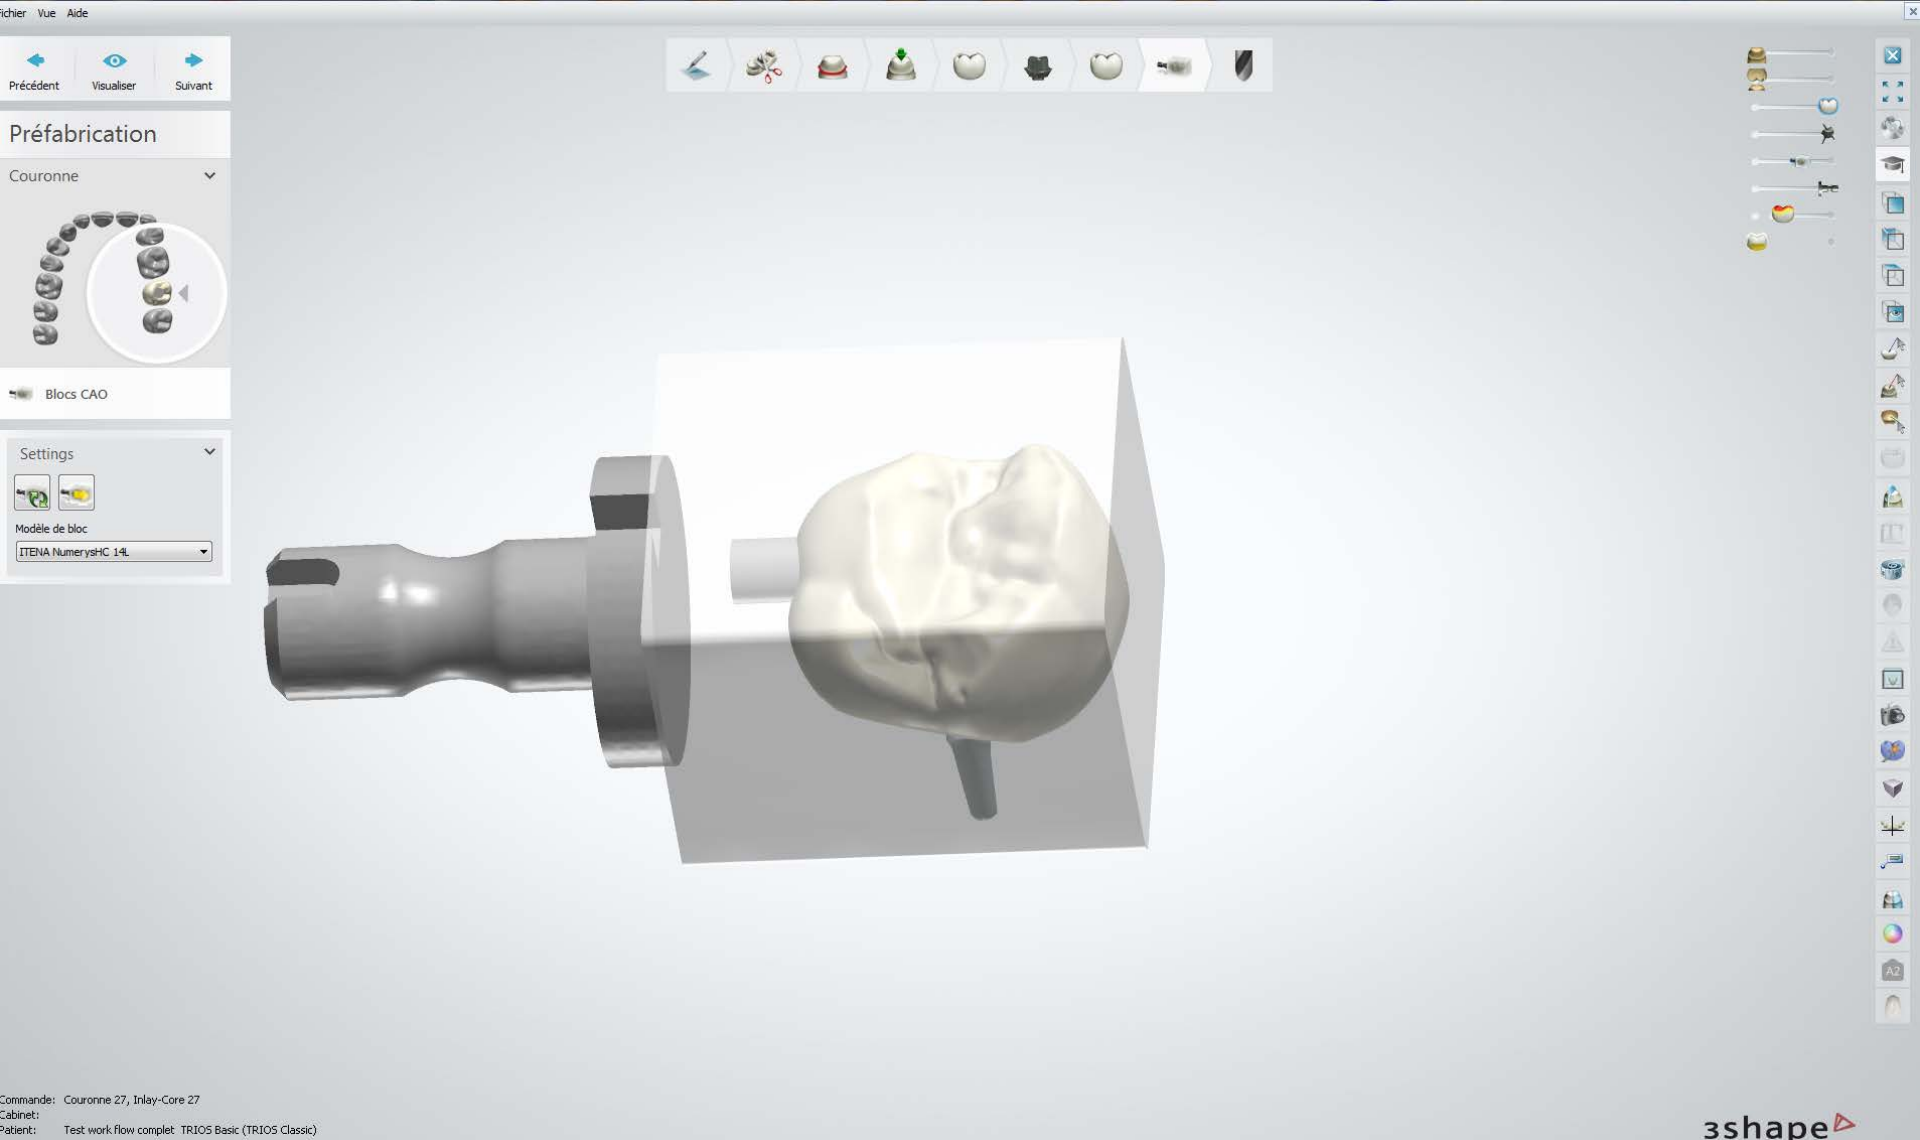 ichier Vue Aide
Précédent Visualiser Suivant
Préfabrication
Couronne
Blocs CAO
Settings
Modèle de bloc
ITENA NumerysHC 14L
A2
Commande: Couronne 27, Inlay-Core 27
Cabinet:
Patient: Test work flow complet TRIOS Basic (TRIOS Classic)
3shape